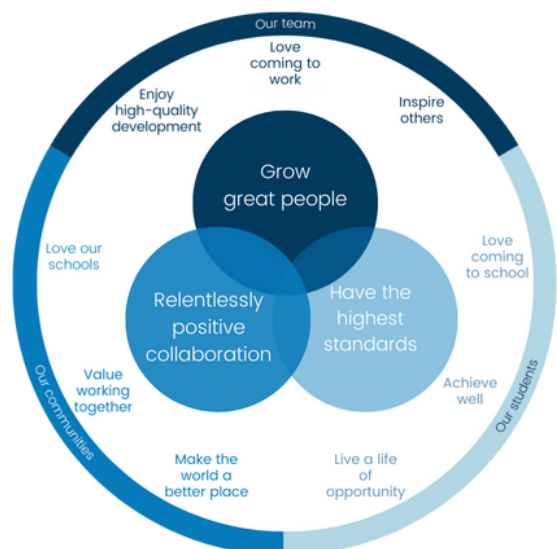 Our team
Love
coming to
work
Enjoy
high-quality
development
Inspire
others
Grow
great people
Love our
schools
Love
coming
to school
Relentlessly
positive
collaboration
Have the
highest
standards
Value
working
together
Achieve
well
Our communities
Our students
Make the
world a
better place
Live a life
of
opportunity